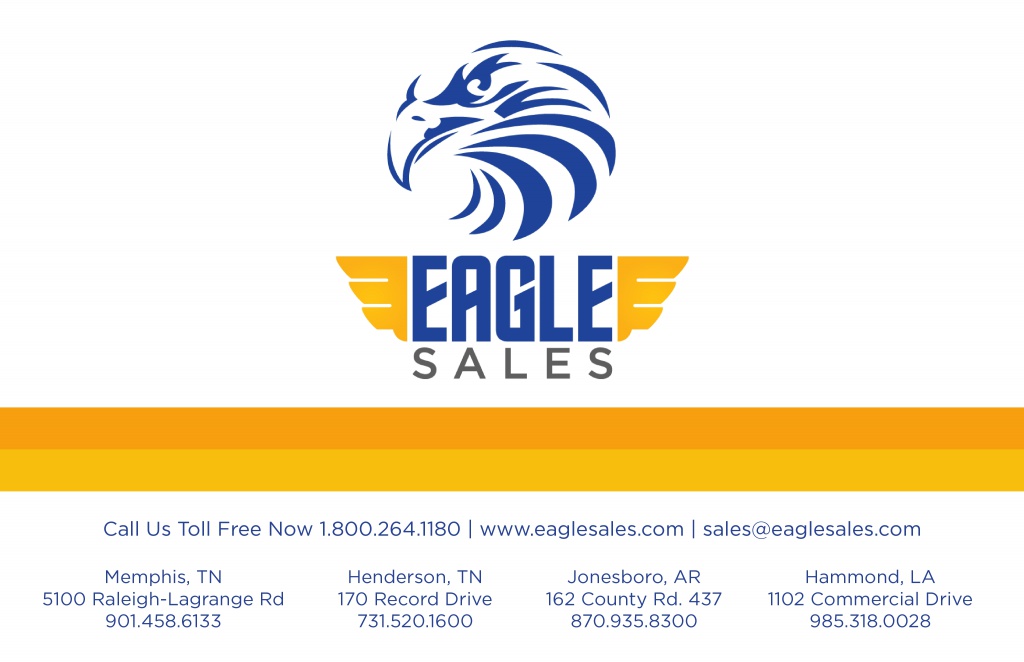 EAGLE
SALES
Call Us Toll Free Now 1.800.264.1180 | www.eaglesales.com | sales@eaglesales.com
Memphis, TN
5100 Raleigh-Lagrange Rd
901.458.6133
Henderson, TN
170 Record Drive
731.520.1600
Jonesboro, AR
162 County Rd. 437
870.935.8300
Hammond, LA
1102 Commercial Drive
985.318.0028